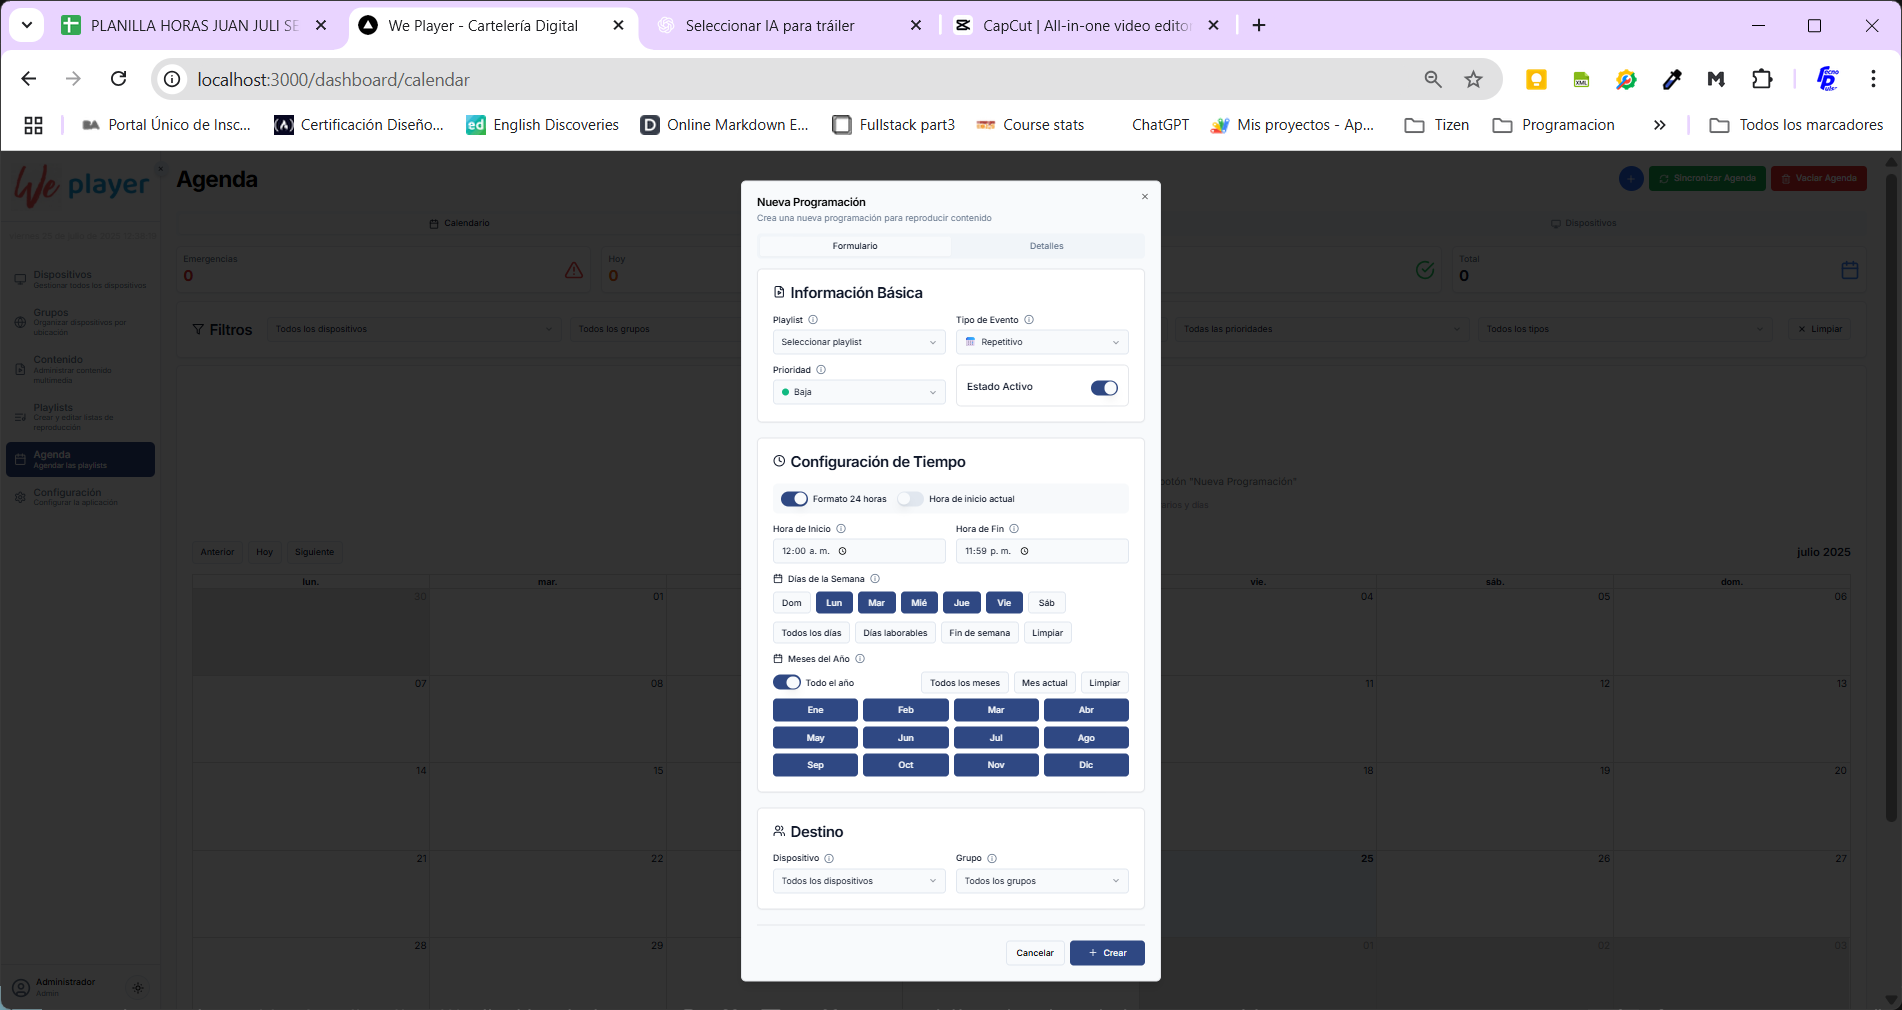 PLANILLA HORAS JUAN JULI SE
We Player - Cartelería Digital
Seleccionar IA para tráiler
CapCut | All-in-one video edito
localhost:3000/dashboard/calendar
Portal Único de Insc...
Certificación Diseño...
English Discoveries
Online Markdown E...
Fullstack part3
Course stats
ChatGPT
Mis proyectos - Ap...
Tizen
Programacion
Todos los marcadores
We player
Agenda
Sincronizar Agenda
Vaciar Agenda
Calendario
Dispositivos
Emergencias
0
Hoy
0
Total
0
Filtros
Todos los dispositivos
Todos los grupos
Todas las prioridades
Todos los tipos
Limpiar
Dispositivos
Gestionar todos los dispositivos
Grupos
Organizar dispositivos por
ubicación
Contenido
Administrar contenido
multimedia
Playlists
Crear y editar listas de
reproducción
Agenda
Agendar las playlists
Configuración
Configurar la aplicación
Administrador
Admin
Nueva Programación
Crea una nueva programación para reproducir contenido
Formulario
Detalles
Información Básica
Playlist
Tipo de Evento
Seleccionar playlist
Repetitivo
Prioridad
Baja
Estado Activo
Configuración de Tiempo
Formato 24 horas
Hora de inicio actual
Hora de Inicio
Hora de Fin
12:00 a. m.
11:59 p. m.
Días de la Semana
Dom Lun Mar Mié Jue Vie Sáb
Todos los días
Días laborables
Fin de semana
Limpiar
Meses del Año
Todo el año
Todos los meses
Mes actual
Limpiar
Ene Feb Mar Abr
May Jun Jul Ago
Sep Oct Nov Dic
Destino
Dispositivo
Grupo
Todos los dispositivos
Todos los grupos
Cancelar
+ Crear
botón "Nueva Programación"
arios y días
Anterior
Hoy
Siguiente
julio 2025
lun. mar. vie. sáb. dom.
30 01 04 05 06
07 08 11 12 13
14 15 18 19 20
21 22 25 26 27
28 29 01 02 03